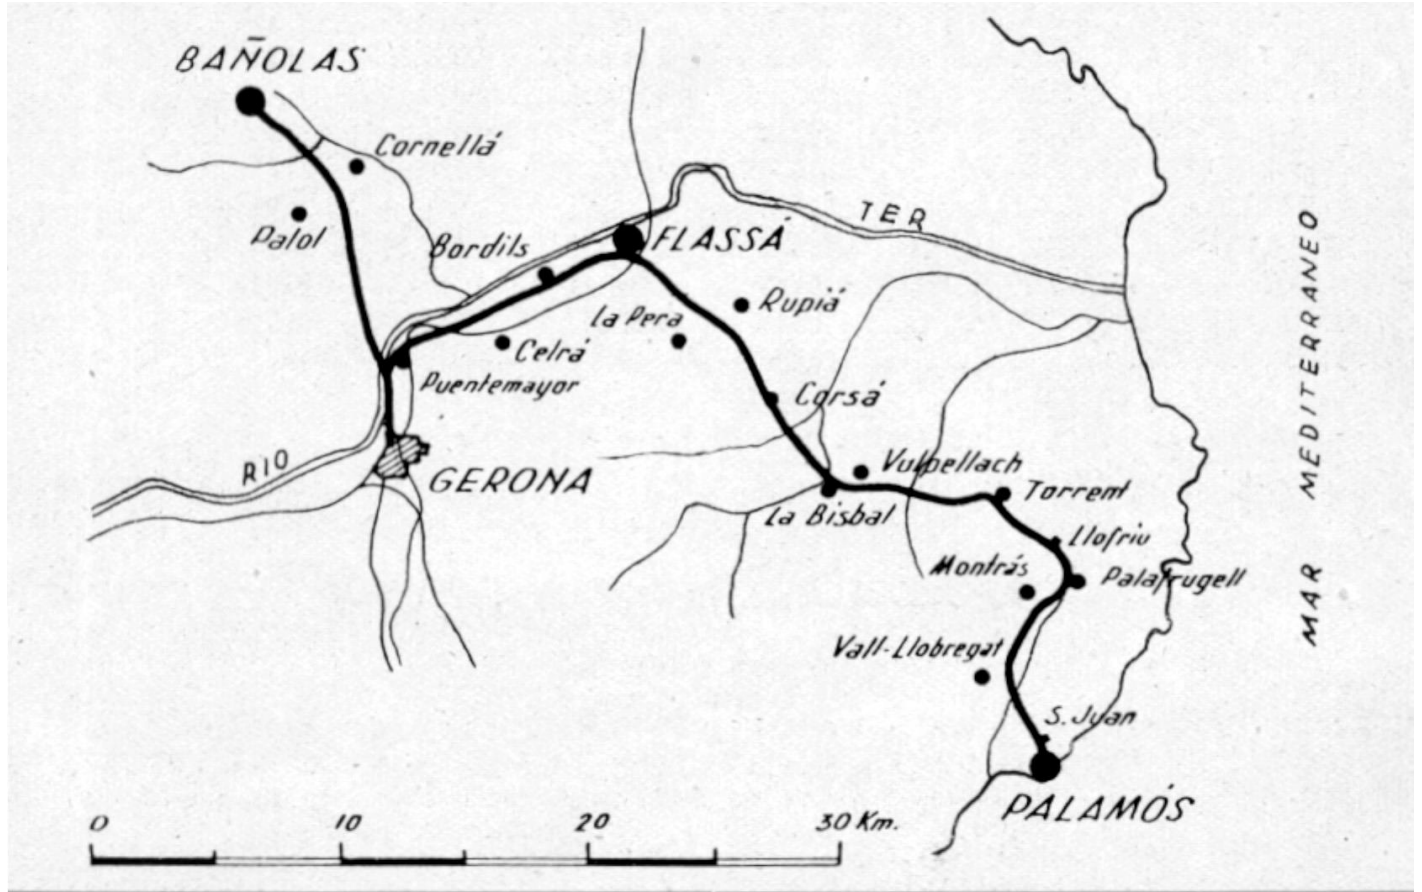 BAÑOLAS
Cornellá
Palol
TER
Bordils
FLASSÁ
Rupiá
La Pera
Celrá
Puentemayor
Corsá
RIO
GERONA
Vulpellach
Torrent
La Bisbal
Llofriu
Montrás
Palafrugell
Vall-Llobregat
S. Juan
PALAMÓS
MAR MEDITERRANEO
0 10 20 30 Km.